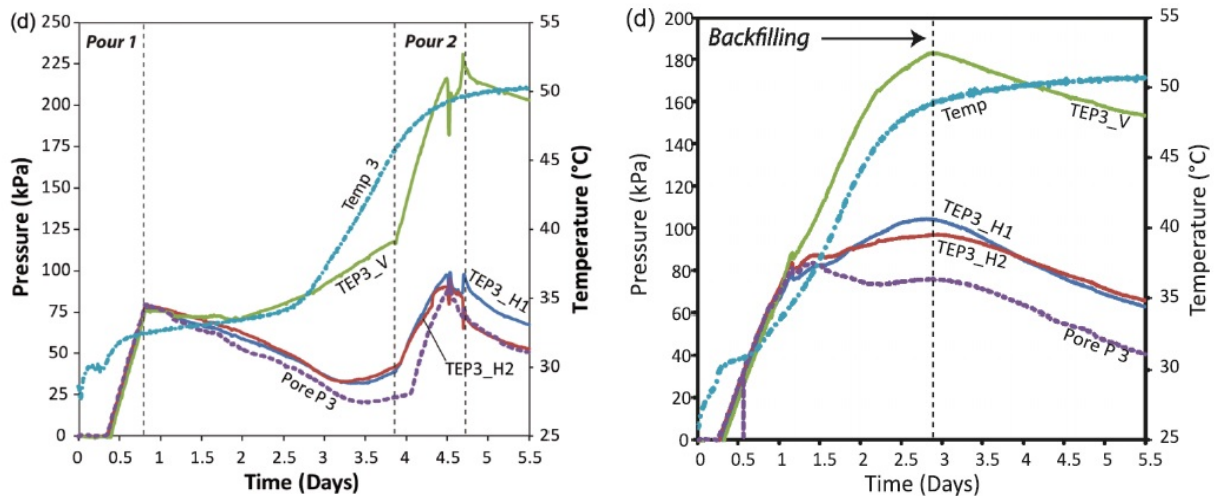 (d)
Pour 1
Pour 2
Pressure (kPa)
250
225
200
175
150
125
100
75
50
25
0
Temp 3
TEP3_V
TEP3_H1
TEP3_H2
Pore P 3
55
50
45
40
35
30
25
Temperature (°C)
0 0.5 1 1.5 2 2.5 3 3.5 4 4.5 5 5.5
Time (Days)
(d)
Backfilling
Pressure (kPa)
200
180
160
140
120
100
80
60
40
20
0
Temp
TEP3_V
TEP3_H1
TEP3_H2
Pore P 3
55
50
45
40
35
30
25
Temperature (°C)
0 0.5 1 1.5 2 2.5 3 3.5 4 4.5 5 5.5
Time (Days)